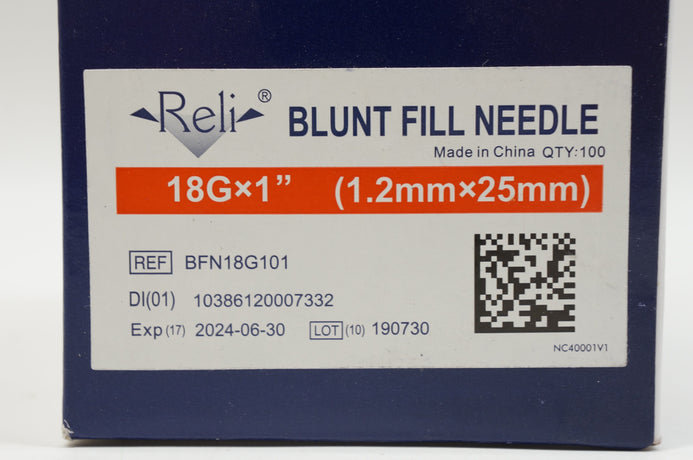 Reli® BLUNT FILL NEEDLE
Made in China QTY:100
18G×1” (1.2mm×25mm)
REF BFN18G101
DI(01) 10386120007332
Exp (17) 2024-06-30 LOT (10) 190730
NC40001V1